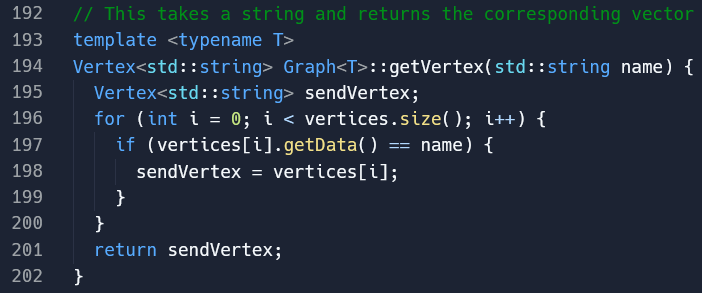 192 // This takes a string and returns the corresponding vector
193 template <typename T>
194 Vertex<std::string> Graph<T>::getVertex(std::string name) {
195   Vertex<std::string> sendVertex;
196   for (int i = 0; i < vertices.size(); i++) {
197     if (vertices[i].getData() == name) {
198       sendVertex = vertices[i];
199     }
200   }
201   return sendVertex;
202 }